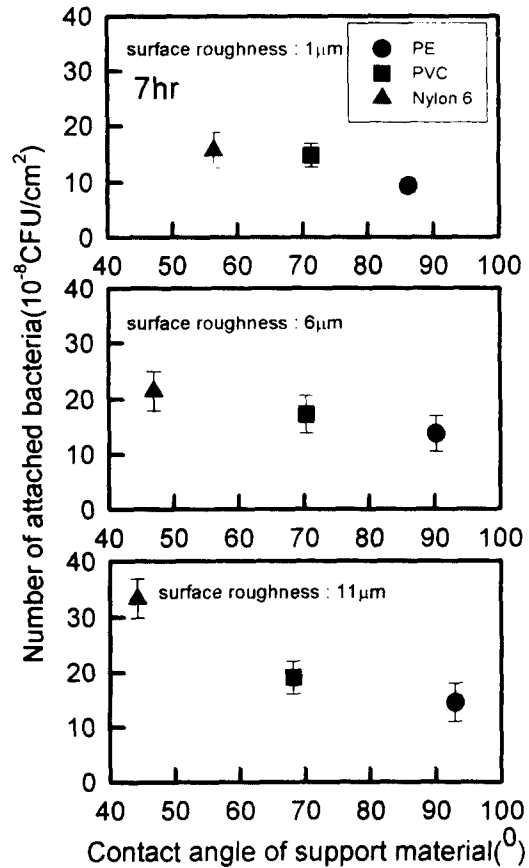 Number of attached bacteria(10⁻⁸CFU/cm²)
40
30
20
10
0
surface roughness : 1μm
7hr
PE
PVC
Nylon 6
40 50 60 70 80 90 100
40
30
20
10
0
surface roughness : 6μm
40 50 60 70 80 90 100
40
30
20
10
0
surface roughness : 11μm
40 50 60 70 80 90 100
Contact angle of support material(⁰)